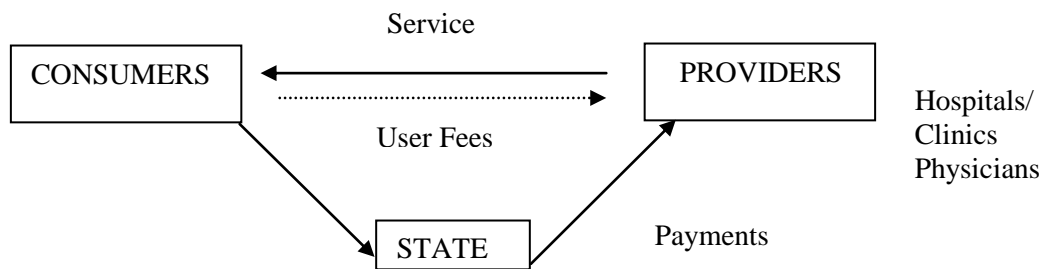 Service
CONSUMERS
PROVIDERS
Hospitals/
Clinics
Physicians
User Fees
STATE
Payments